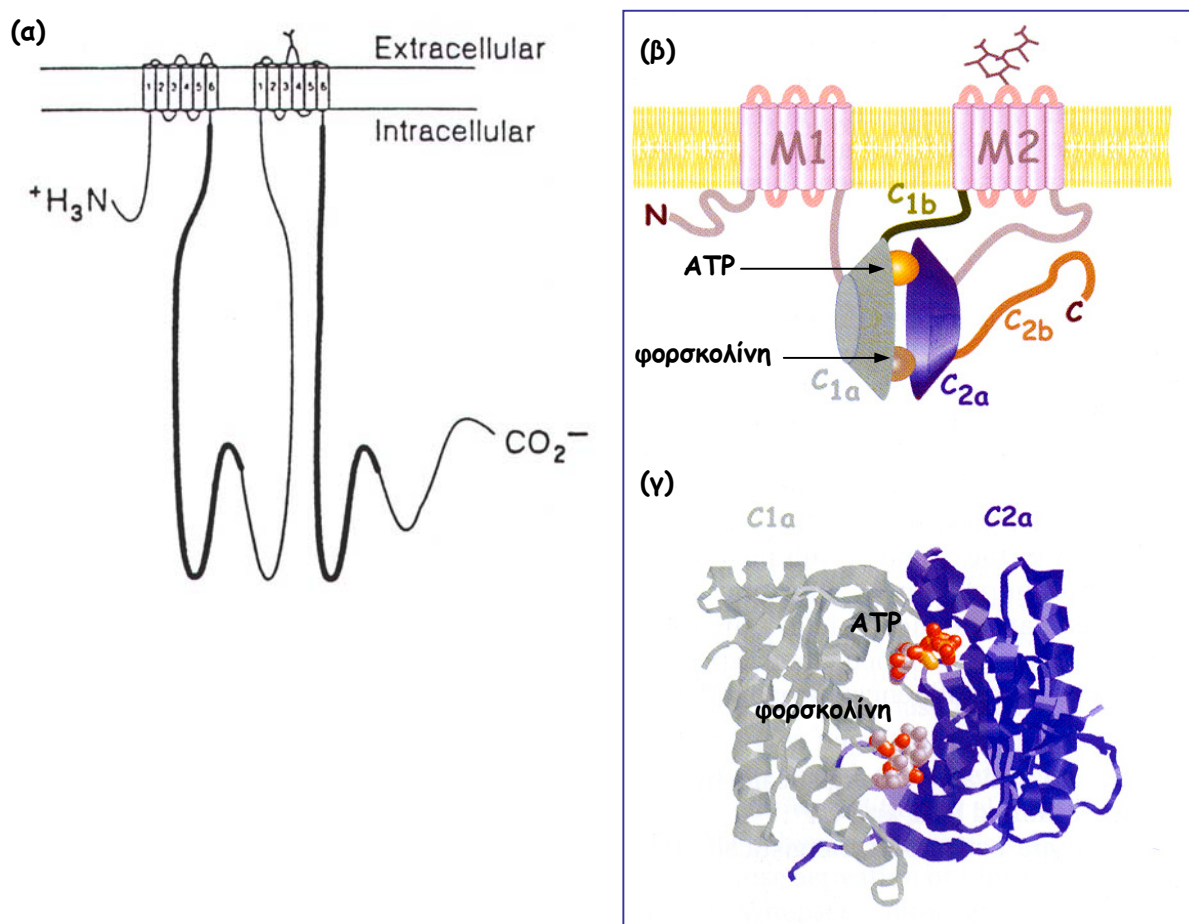 (α)
Extracellular
1 2 3 4 5 6
1 2 3 4 5 6
Intracellular
⁺H₃N
CO₂⁻
(β)
M1
M2
N
C1b
ATP
φορσκολίνη
C1a
C2a
C2b
C
(γ)
C1a
C2a
ATP
φορσκολίνη